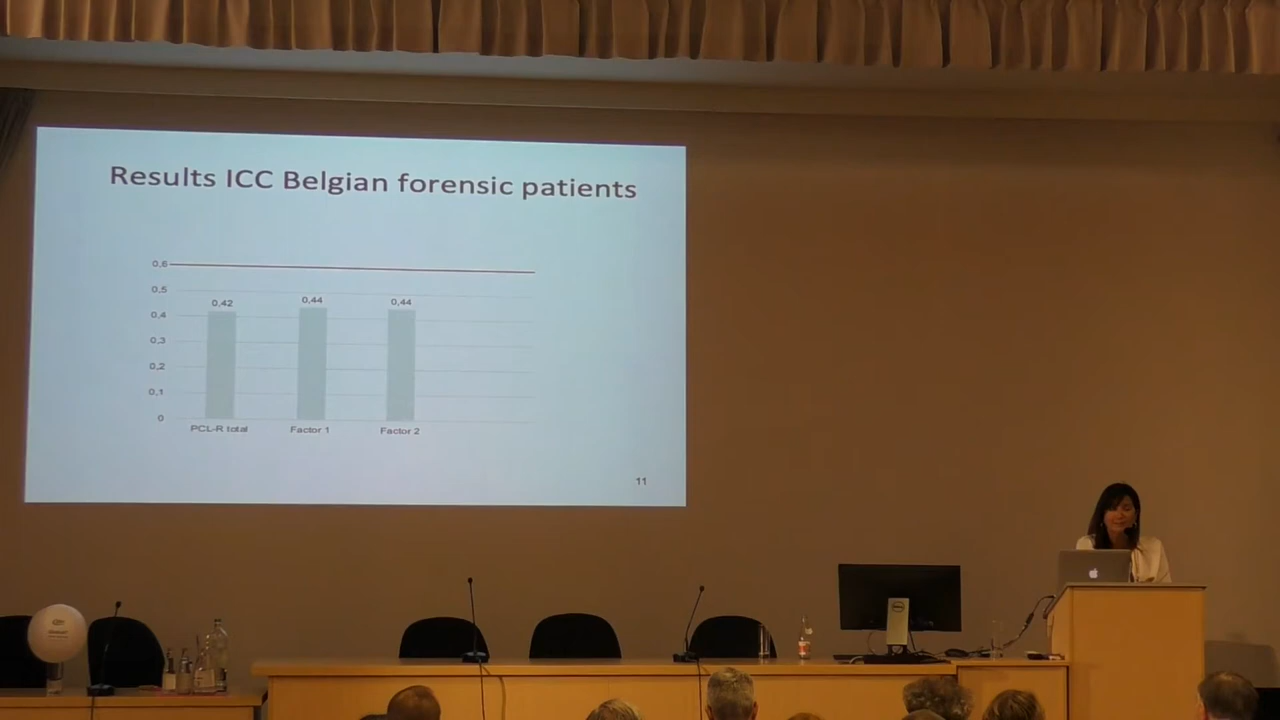 Results ICC Belgian forensic patients
0,6
0,5
0,42
0,44
0,44
0,4
0,3
0,2
0,1
0
PCL-R total
Factor 1
Factor 2
11
DELL